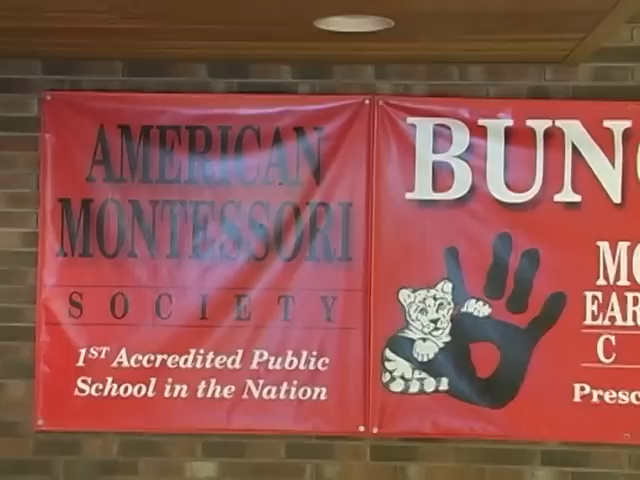 AMERICAN
MONTESSORI
SOCIETY
1ST Accredited Public
School in the Nation
BUN
MO
EAR
C
Presc